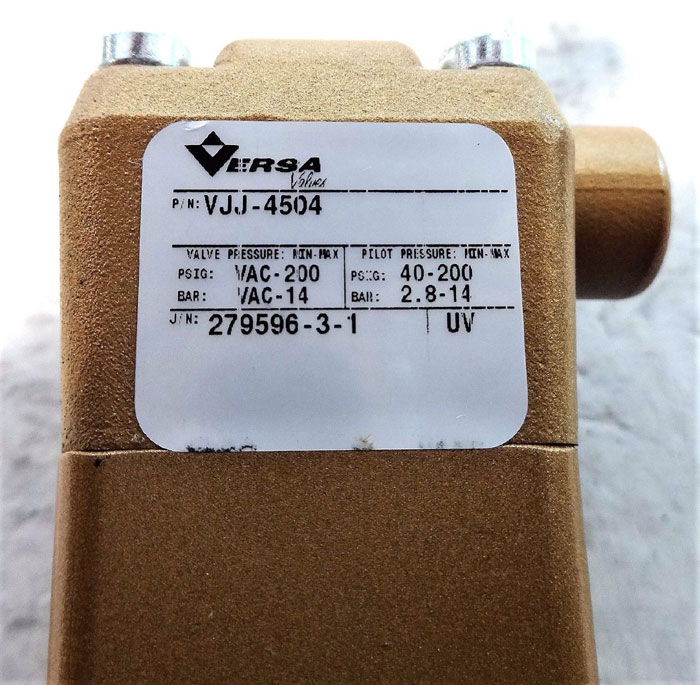 VERSA
Valves
P/N: VJJ-4504
VALVE PRESSURE: MIN-MAX PILOT PRESSURE: MIN-MAX
PSIG: VAC-200 PSIG: 40-200
BAR: VAC-14 BAR: 2.8-14
J/N: 279596-3-1 UV